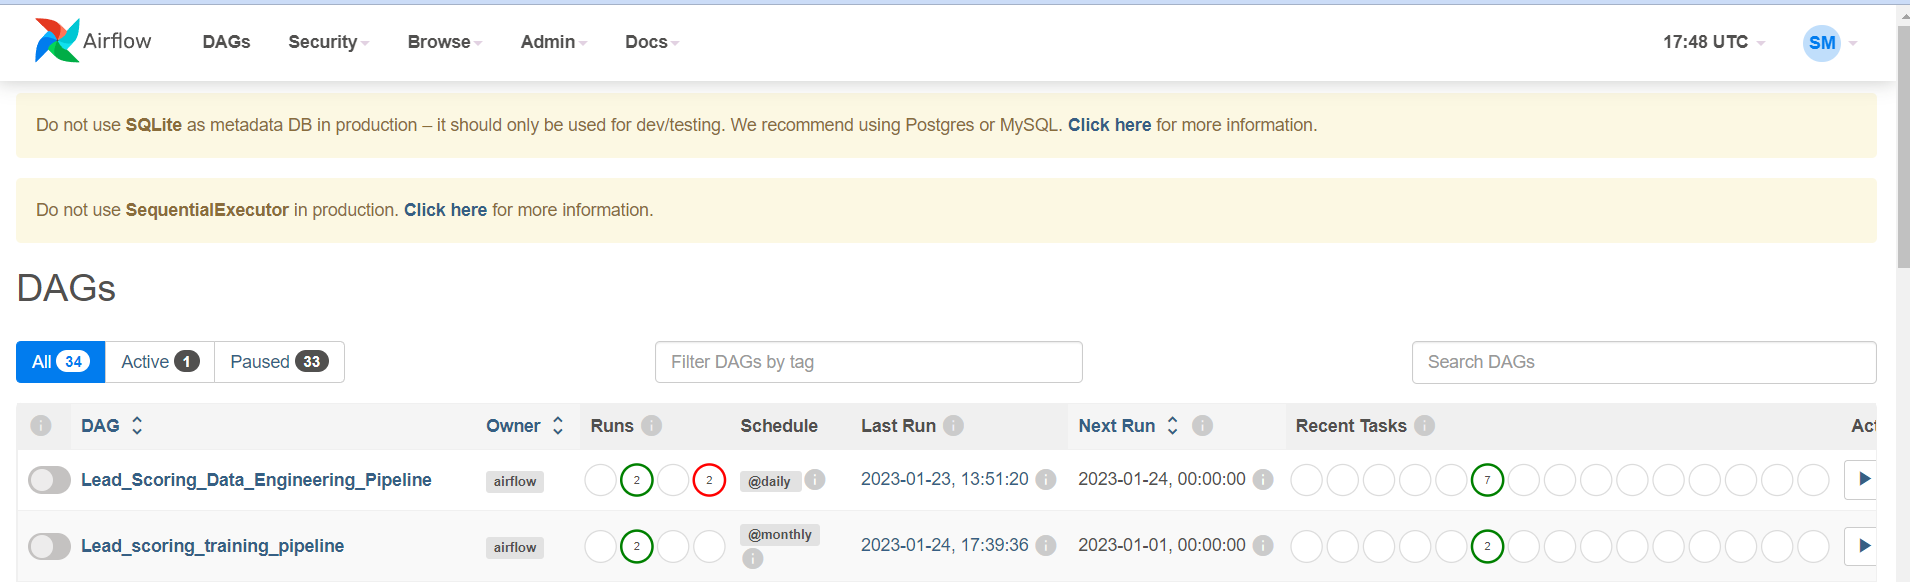 Airflow DAGs Security Browse Admin Docs 17:48 UTC SM
Do not use SQLite as metadata DB in production – it should only be used for dev/testing. We recommend using Postgres or MySQL. Click here for more information.
Do not use SequentialExecutor in production. Click here for more information.
DAGs
All 34 Active 1 Paused 33 Filter DAGs by tag Search DAGs
i DAG Owner Runs i Schedule Last Run i Next Run i Recent Tasks i Act
Lead_Scoring_Data_Engineering_Pipeline airflow 2 2 @daily i 2023-01-23, 13:51:20 i 2023-01-24, 00:00:00 i 7
Lead_scoring_training_pipeline airflow 2 @monthly i 2023-01-24, 17:39:36 i 2023-01-01, 00:00:00 i 2